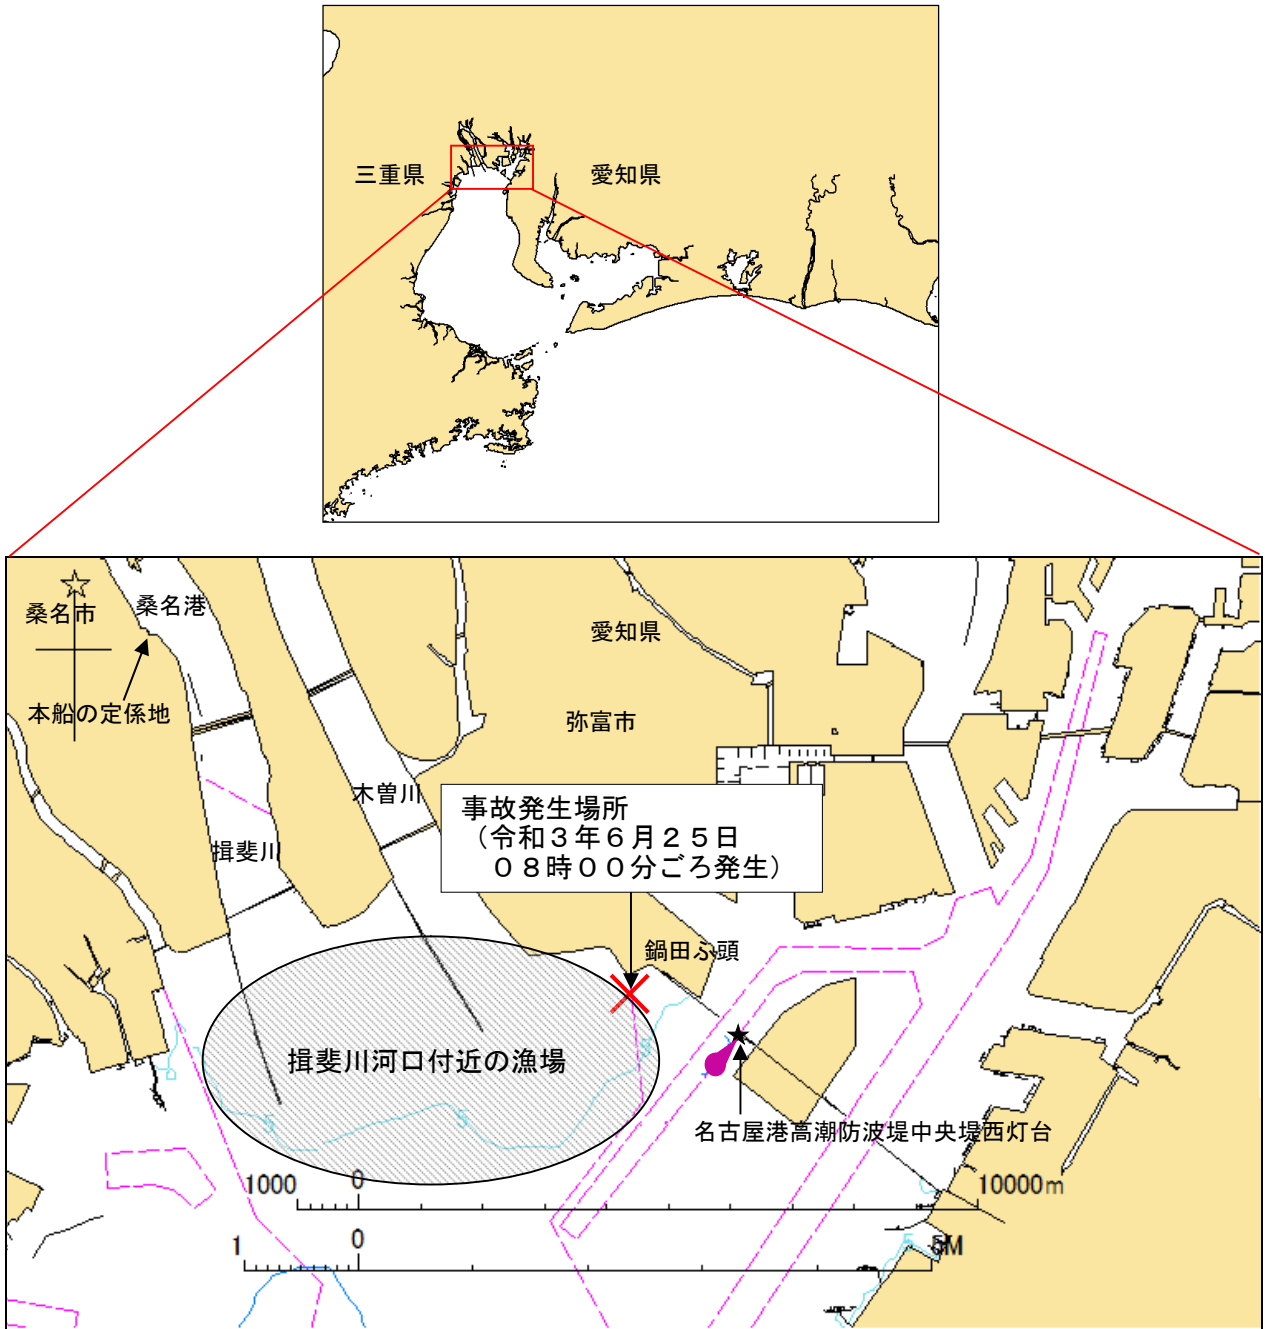 三重県
愛知県
桑名市
桑名港
愛知県
本船の定係地
弥富市
木曽川
事故発生場所
（令和３年６月２５日
０８時００分ごろ発生）
揖斐川
鍋田ふ頭
揖斐川河口付近の漁場
5
5
5
名古屋港高潮防波堤中央堤西灯台
1000
0
10000m
1
0
5
5M